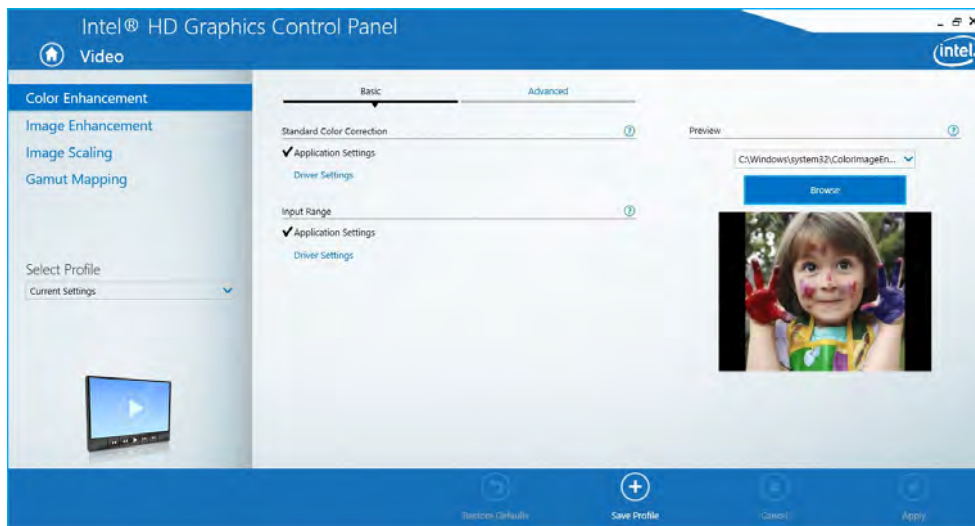 Intel® HD Graphics Control Panel
Video
intel
Color Enhancement
Image Enhancement
Image Scaling
Gamut Mapping
Select Profile
Current Settings
Basic
Advanced
Standard Color Correction
Application Settings
Driver Settings
Input Range
Application Settings
Driver Settings
Preview
C:\Windows\system32\ColorImageEn...
Browse
Restore Defaults
Save Profile
Cancel
Apply